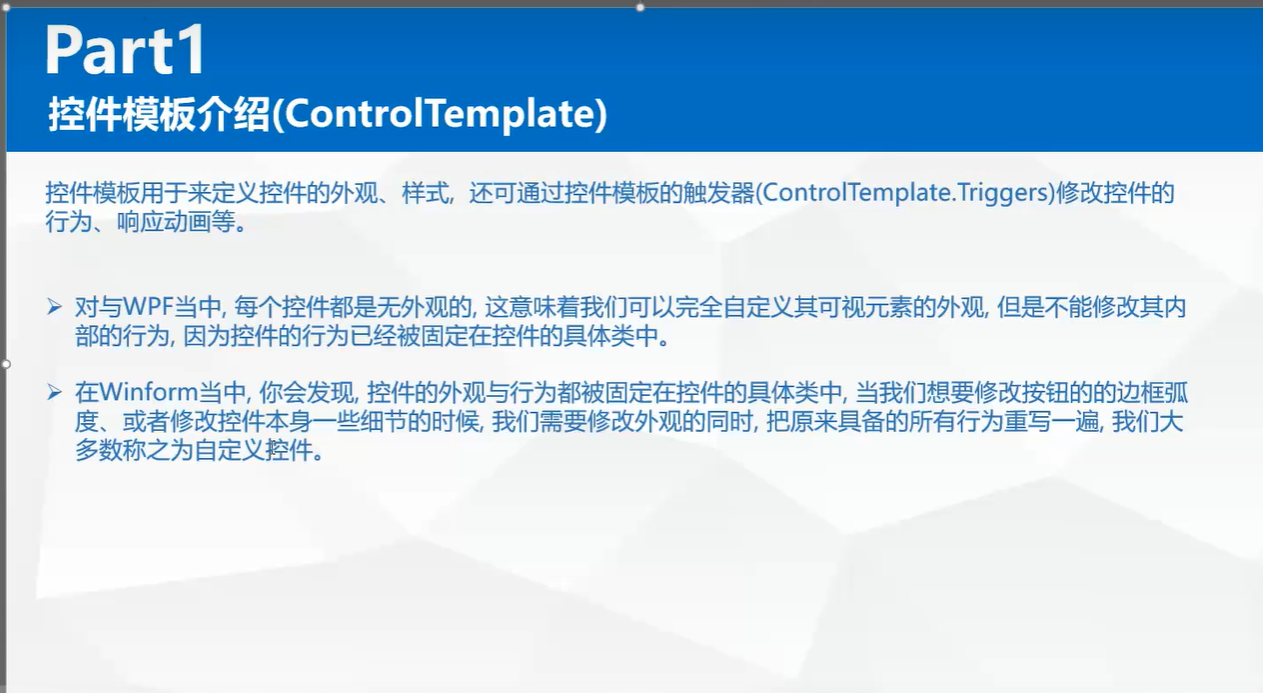 Part1
控件模板介绍(ControlTemplate)
控件模板用于来定义控件的外观、样式, 还可通过控件模板的触发器(ControlTemplate.Triggers)修改控件的
行为、响应动画等。
➢ 对与WPF当中, 每个控件都是无外观的, 这意味着我们可以完全自定义其可视元素的外观, 但是不能修改其内
部的行为, 因为控件的行为已经被固定在控件的具体类中。
➢ 在Winform当中, 你会发现, 控件的外观与行为都被固定在控件的具体类中, 当我们想要修改按钮的的边框弧
度、或者修改控件本身一些细节的时候, 我们需要修改外观的同时, 把原来具备的所有行为重写一遍, 我们大
多数称之为自定义控件。